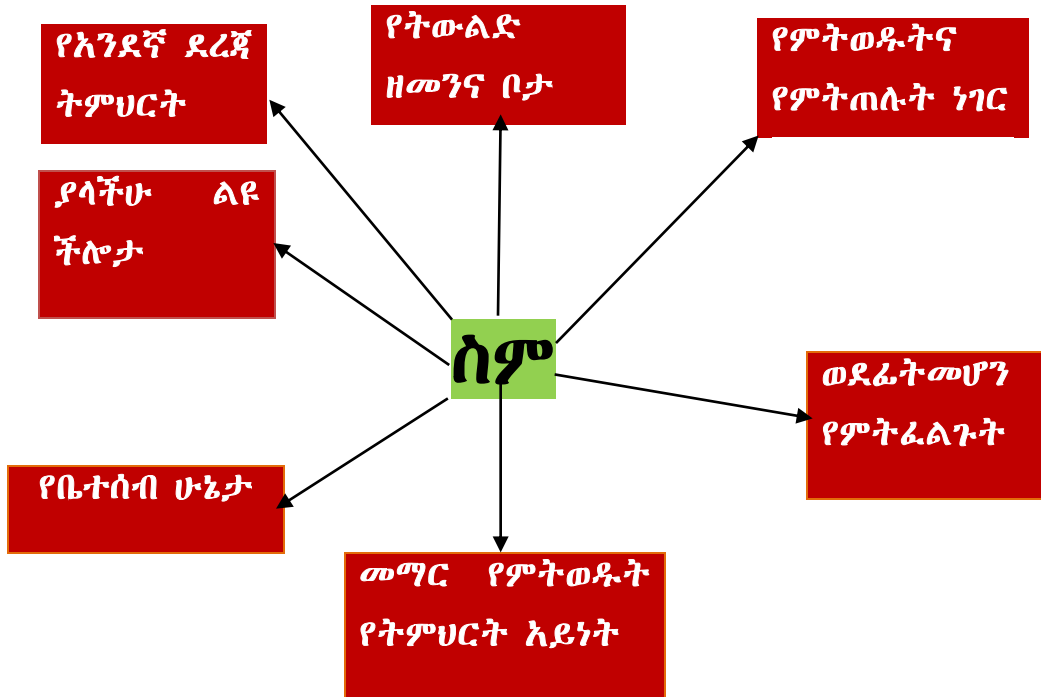 የአንደኛ ደረጃ
ትምህርት
የትውልድ
ዘመንና ቦታ
የምትወዱትና
የምትጠሉት ነገር
ያላችሁ ልዩ
ችሎታ
ስም
ወደፊትመሆን
የምትፈልጉት
የቤተሰብ ሁኔታ
መማር የምትወዱት
የትምህርት አይነት